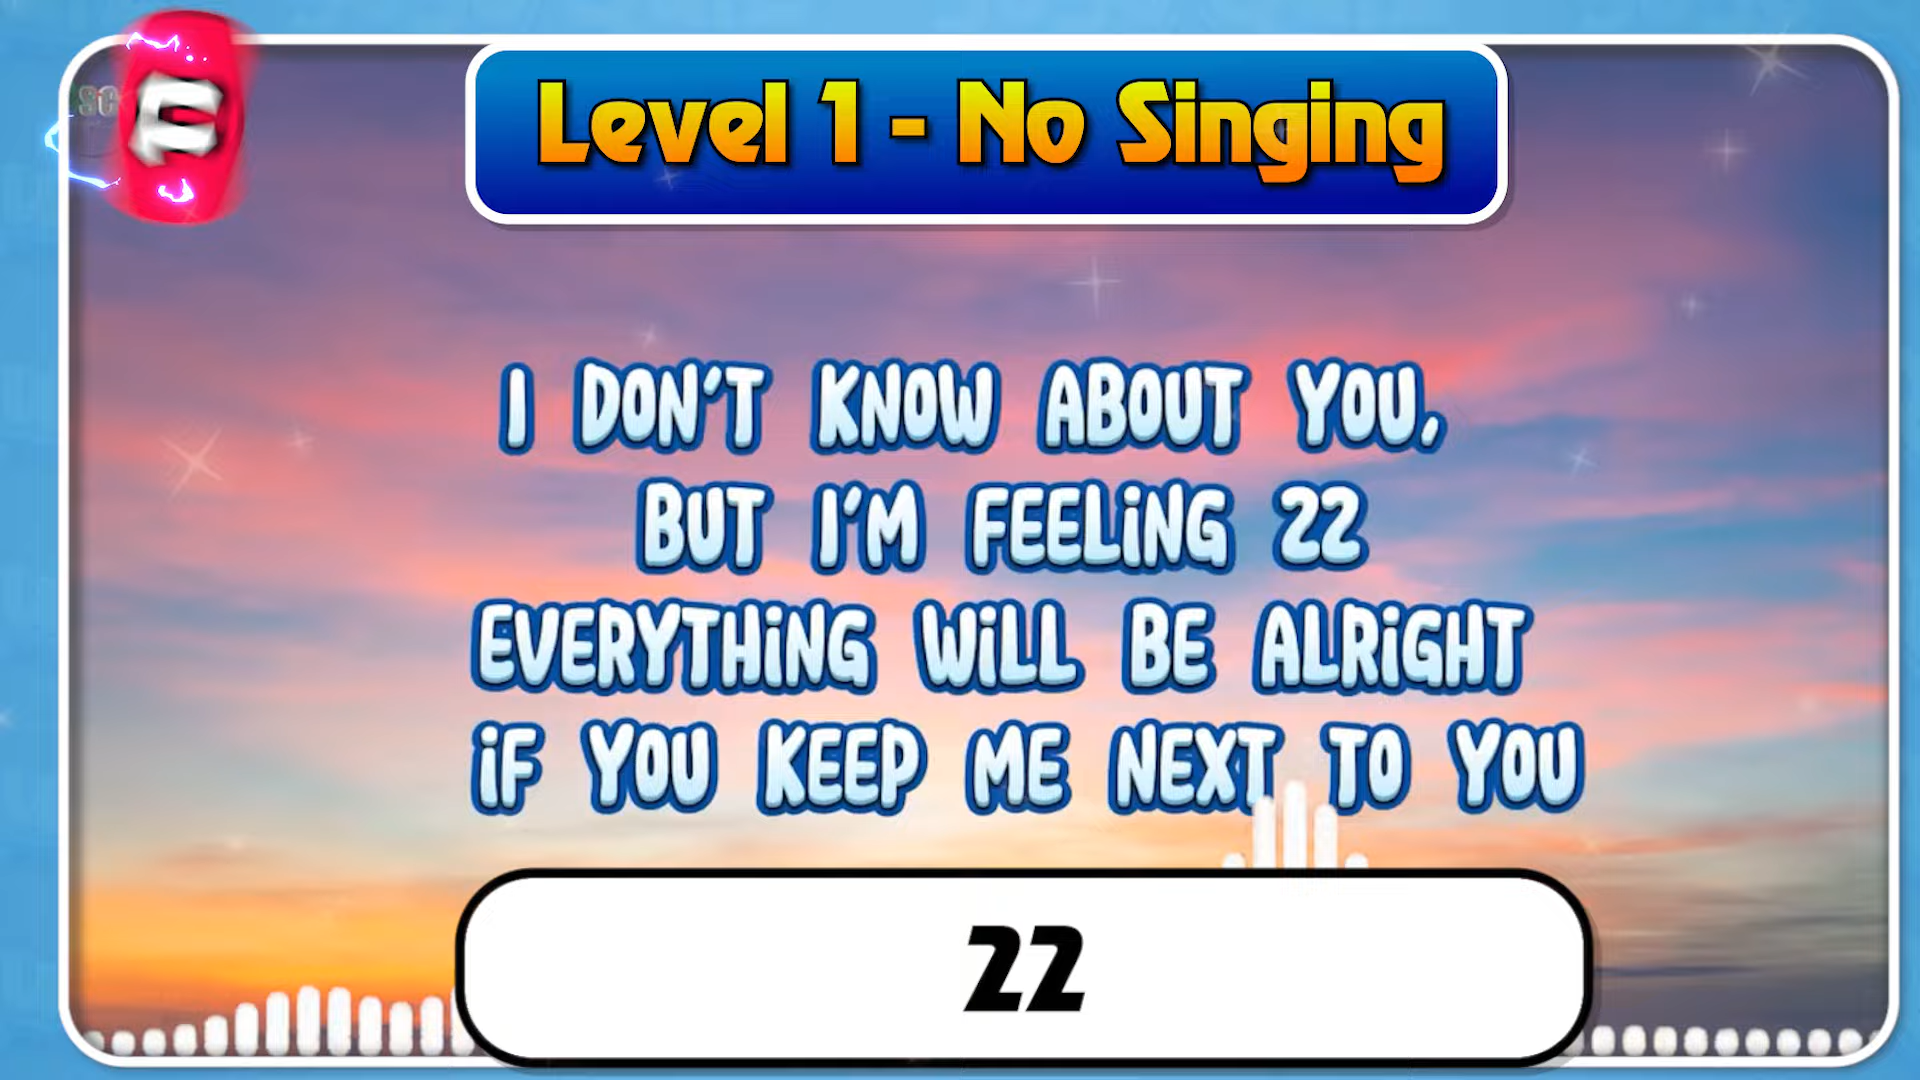 Level 1 - No Singing
I DON'T KNOW ABOUT YOU,
BUT I'M FEELING 22
EVERYTHING WILL BE ALRIGHT
IF YOU KEEP ME NEXT TO YOU
22